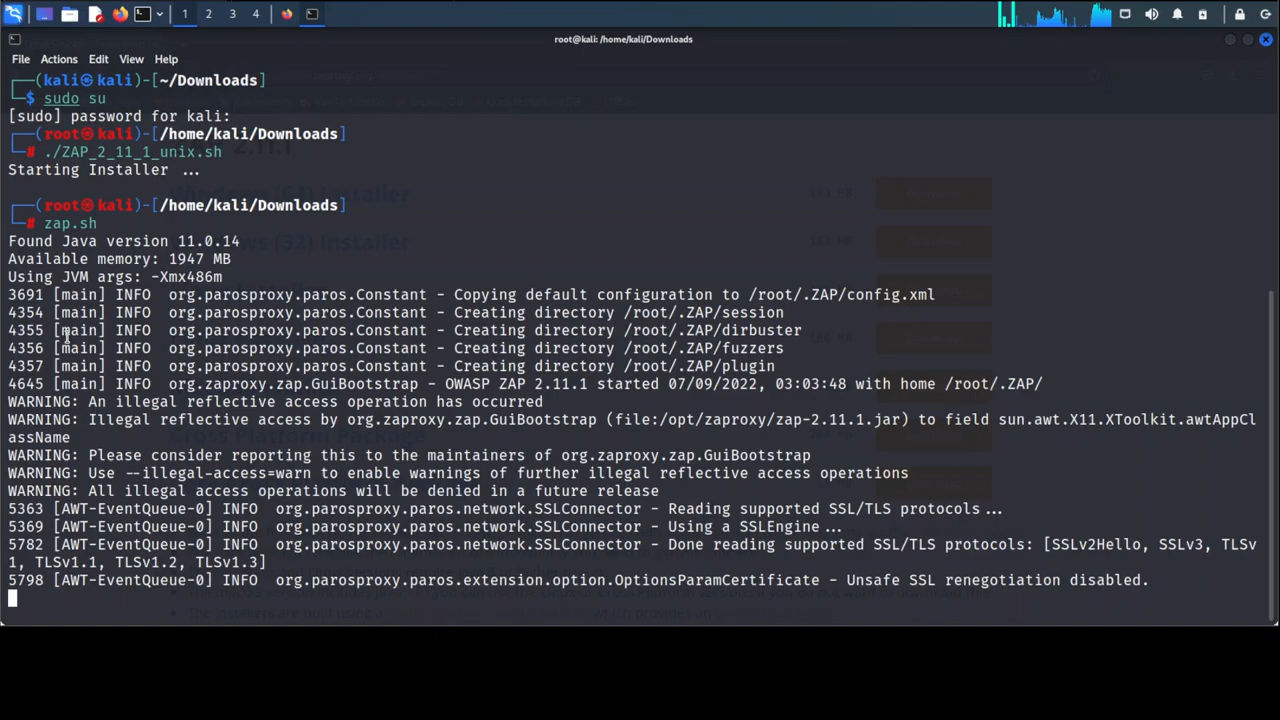 1 2 3 4
root@kali: /home/kali/Downloads
File Actions Edit View Help
┌──(kali㉿kali)-[~/Downloads]
└─$ sudo su
[sudo] password for kali:
┌──(root㉿kali)-[/home/kali/Downloads]
└─# ./ZAP_2_11_1_unix.sh
Starting Installer ...
┌──(root㉿kali)-[/home/kali/Downloads]
└─# zap.sh
Found Java version 11.0.14
Available memory: 1947 MB
Using JVM args: -Xmx486m
3691 [main] INFO  org.parosproxy.paros.Constant - Copying default configuration to /root/.ZAP/config.xml
4354 [main] INFO  org.parosproxy.paros.Constant - Creating directory /root/.ZAP/session
4355 [main] INFO  org.parosproxy.paros.Constant - Creating directory /root/.ZAP/dirbuster
4356 [main] INFO  org.parosproxy.paros.Constant - Creating directory /root/.ZAP/fuzzers
4357 [main] INFO  org.parosproxy.paros.Constant - Creating directory /root/.ZAP/plugin
4645 [main] INFO  org.zaproxy.zap.GuiBootstrap - OWASP ZAP 2.11.1 started 07/09/2022, 03:03:48 with home /root/.ZAP/
WARNING: An illegal reflective access operation has occurred
WARNING: Illegal reflective access by org.zaproxy.zap.GuiBootstrap (file:/opt/zaproxy/zap-2.11.1.jar) to field sun.awt.X11.XToolkit.awtAppCl
assName
WARNING: Please consider reporting this to the maintainers of org.zaproxy.zap.GuiBootstrap
WARNING: Use --illegal-access=warn to enable warnings of further illegal reflective access operations
WARNING: All illegal access operations will be denied in a future release
5363 [AWT-EventQueue-0] INFO  org.parosproxy.paros.network.SSLConnector - Reading supported SSL/TLS protocols...
5369 [AWT-EventQueue-0] INFO  org.parosproxy.paros.network.SSLConnector - Using a SSLEngine...
5782 [AWT-EventQueue-0] INFO  org.parosproxy.paros.network.SSLConnector - Done reading supported SSL/TLS protocols: [SSLv2Hello, SSLv3, TLSv
1, TLSv1.1, TLSv1.2, TLSv1.3]
5798 [AWT-EventQueue-0] INFO  org.parosproxy.paros.extension.option.OptionsParamCertificate - Unsafe SSL renegotiation disabled.